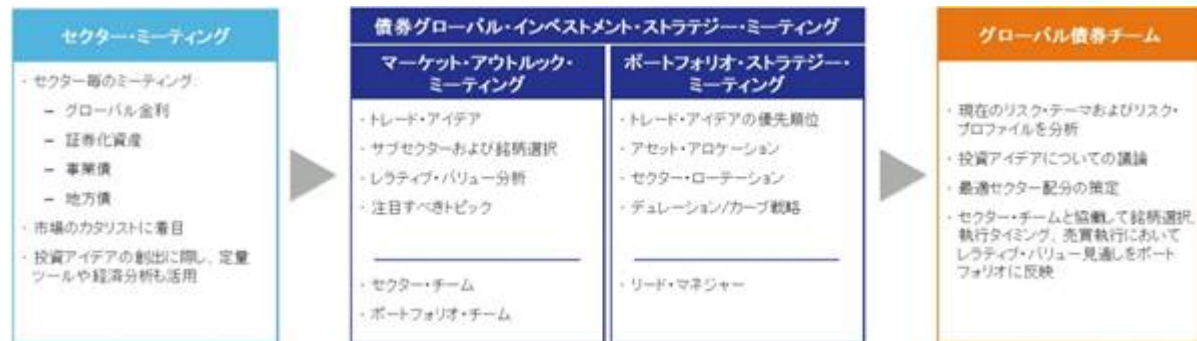 セクター・ミーティング
・セクター毎のミーティング:
− グローバル金利
− 証券化資産
− 事業債
− 地方債
・市場のカタリストに着目
・投資アイデアの創出に際し、定量
ツールや経済分析も活用
債券グローバル・インベストメント・ストラテジー・ミーティング
マーケット・アウトルック・
ミーティング
・トレード・アイデア
・サブセクターおよび銘柄選択
・レラティブ・バリュー分析
・注目すべきトピック
・セクター・チーム
・ポートフォリオ・チーム
ポートフォリオ・ストラテジー・
ミーティング
・トレード・アイデアの優先順位
・アセット・アロケーション
・セクター・ローテーション
・デュレーション/カーブ戦略
・リード・マネジャー
グローバル債券チーム
・現在のリスク・テーマおよびリスク・
プロファイルを分析
・投資アイデアについての議論
・最適セクター配分の策定
・セクター・チームと協働して銘柄選択、
執行タイミング、売買執行において
レラティブ・バリュー見通しをポート
フォリオに反映